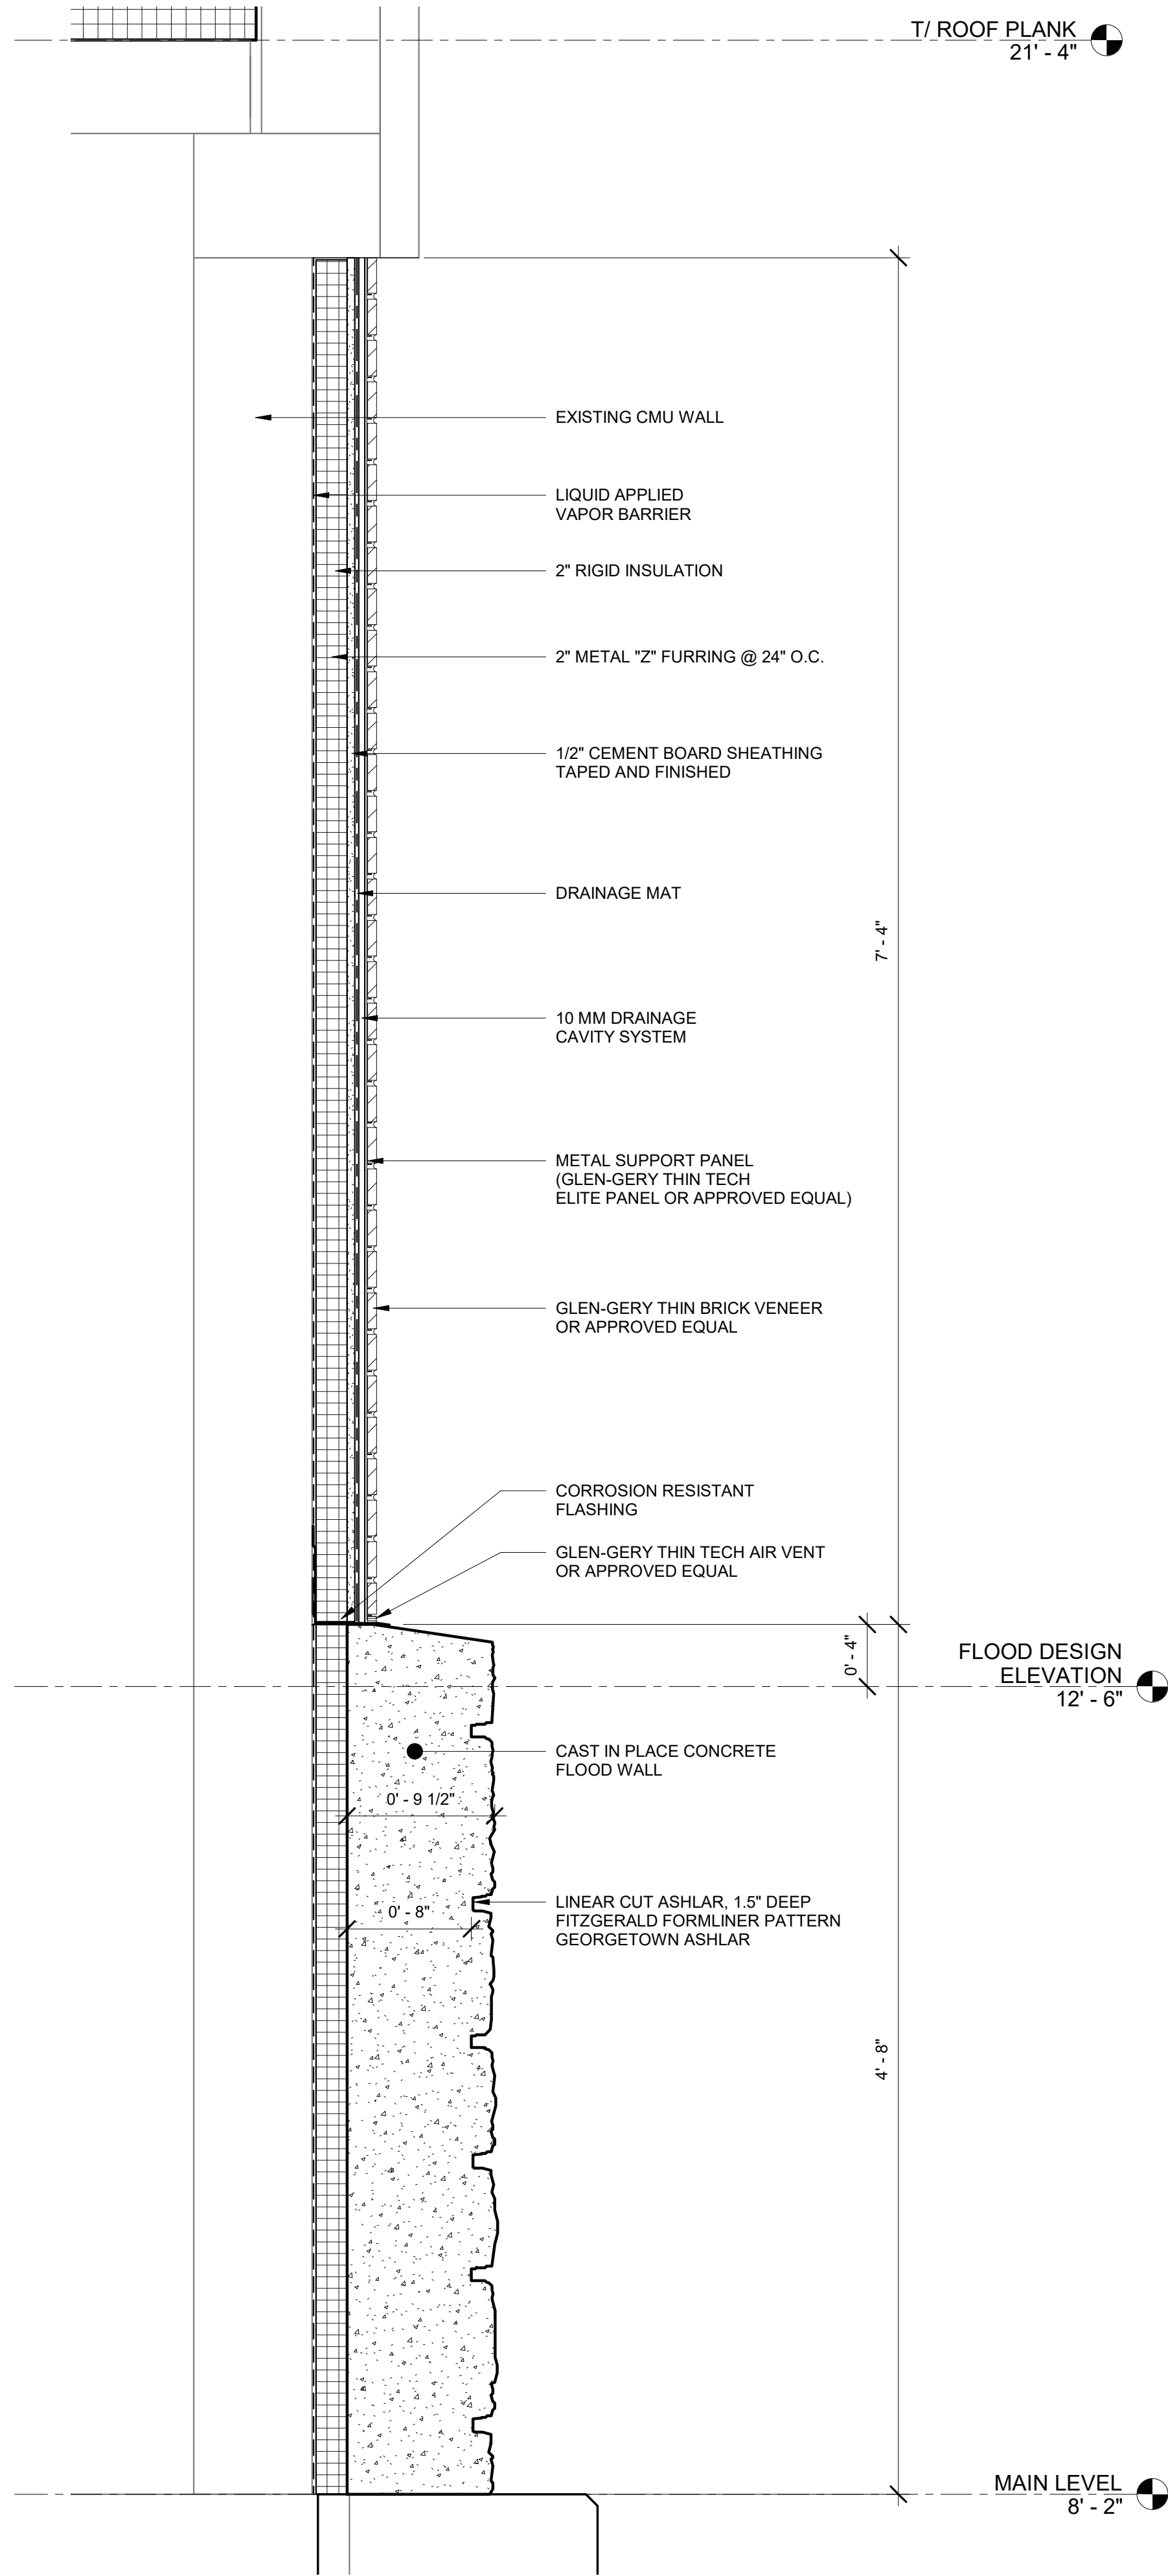 T/ ROOF PLANK
21' - 4"
EXISTING CMU WALL
LIQUID APPLIED
VAPOR BARRIER
2" RIGID INSULATION
2" METAL "Z" FURRING @ 24" O.C.
1/2" CEMENT BOARD SHEATHING
TAPED AND FINISHED
DRAINAGE MAT
7' - 4"
10 MM DRAINAGE
CAVITY SYSTEM
METAL SUPPORT PANEL
(GLEN-GERY THIN TECH
ELITE PANEL OR APPROVED EQUAL)
GLEN-GERY THIN BRICK VENEER
OR APPROVED EQUAL
CORROSION RESISTANT
FLASHING
GLEN-GERY THIN TECH AIR VENT
OR APPROVED EQUAL
0' - 4"
FLOOD DESIGN
ELEVATION
12' - 6"
CAST IN PLACE CONCRETE
FLOOD WALL
0' - 9 1/2"
LINEAR CUT ASHLAR, 1.5" DEEP
FITZGERALD FORMLINER PATTERN
GEORGETOWN ASHLAR
0' - 8"
4' - 8"
MAIN LEVEL
8' - 2"